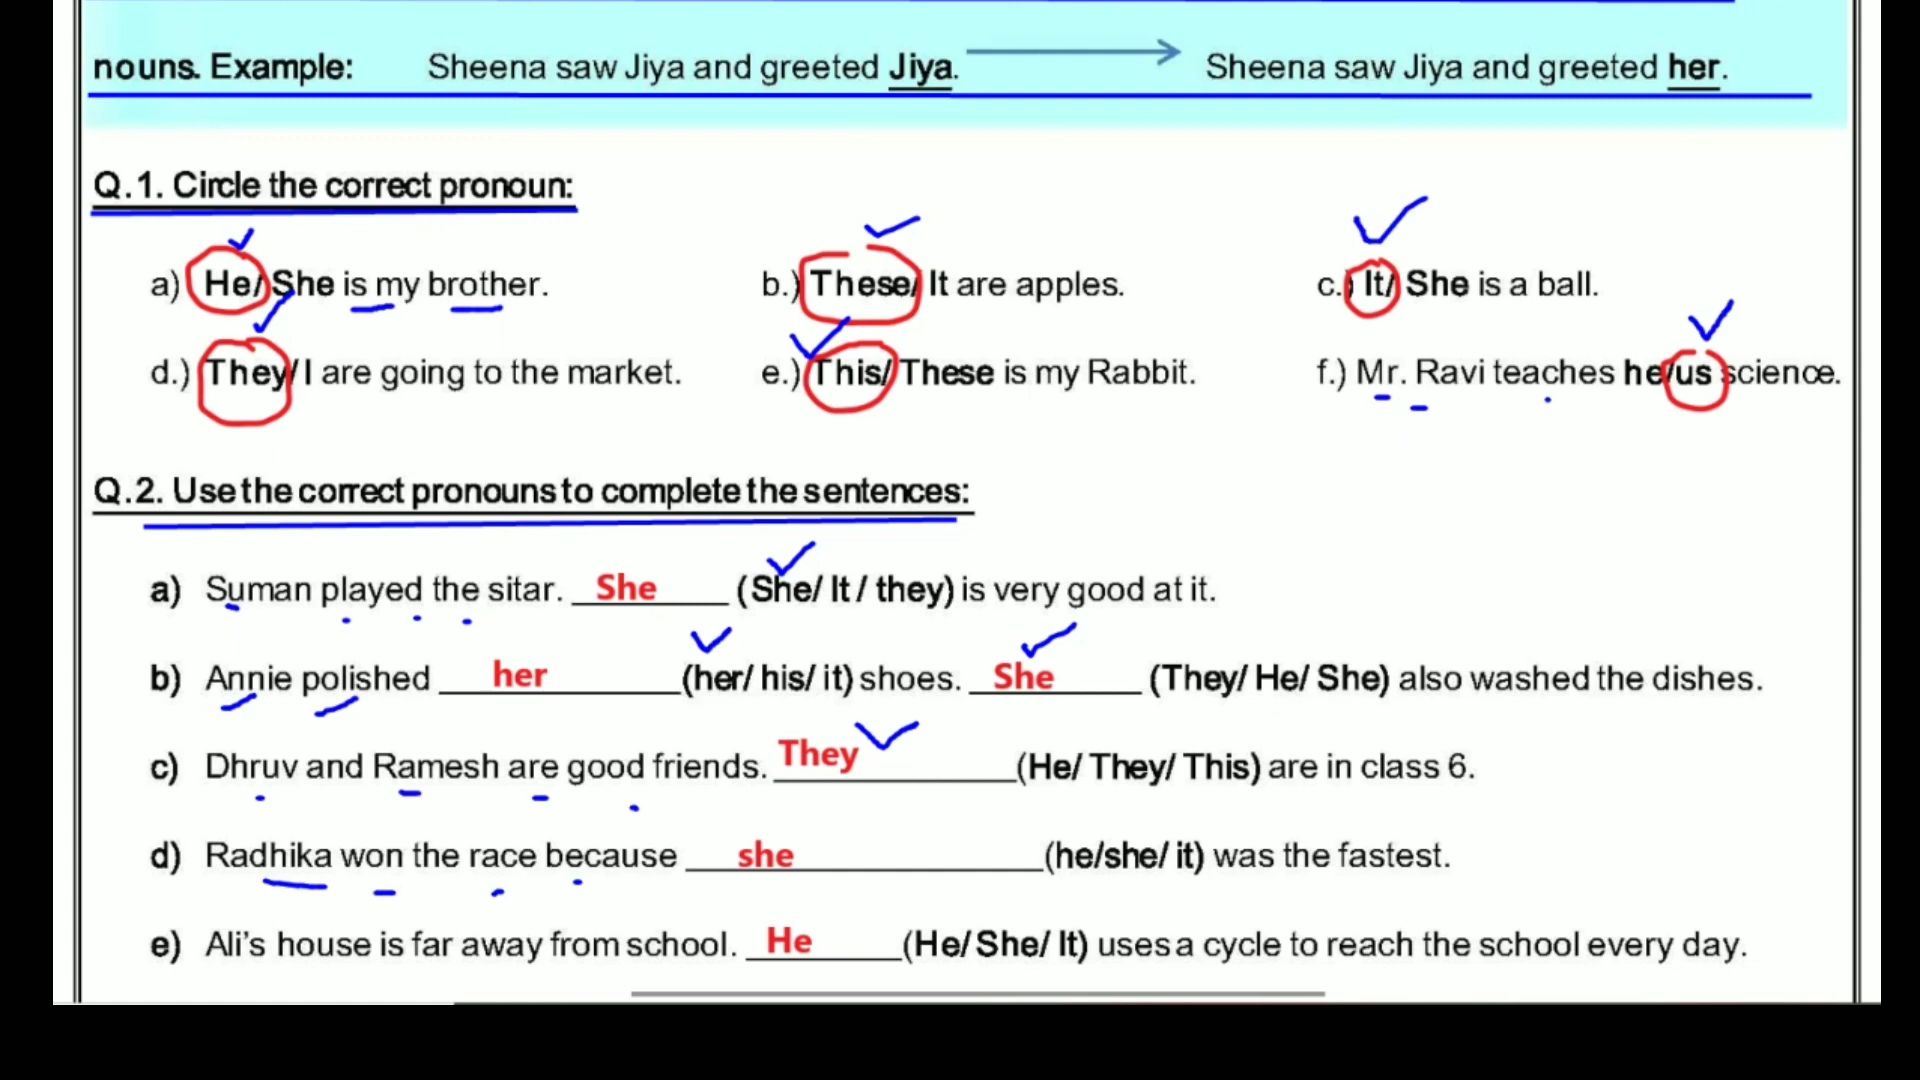 nouns. Example: Sheena saw Jiya and greeted Jiya. Sheena saw Jiya and greeted her.
Q.1. Circle the correct pronoun:
a) He/ She is my brother. b.) These/ It are apples. c.) It/ She is a ball.
d.) They/ I are going to the market. e.) This/ These is my Rabbit. f.) Mr. Ravi teaches he/us science.
Q.2. Use the correct pronouns to complete the sentences:
a) Suman played the sitar. She (She/ It / they) is very good at it.
b) Annie polished her (her/ his/ it) shoes. She (They/ He/ She) also washed the dishes.
c) Dhruv and Ramesh are good friends. They (He/ They/ This) are in class 6.
d) Radhika won the race because she (he/she/ it) was the fastest.
e) Ali's house is far away from school. He (He/ She/ It) uses a cycle to reach the school every day.